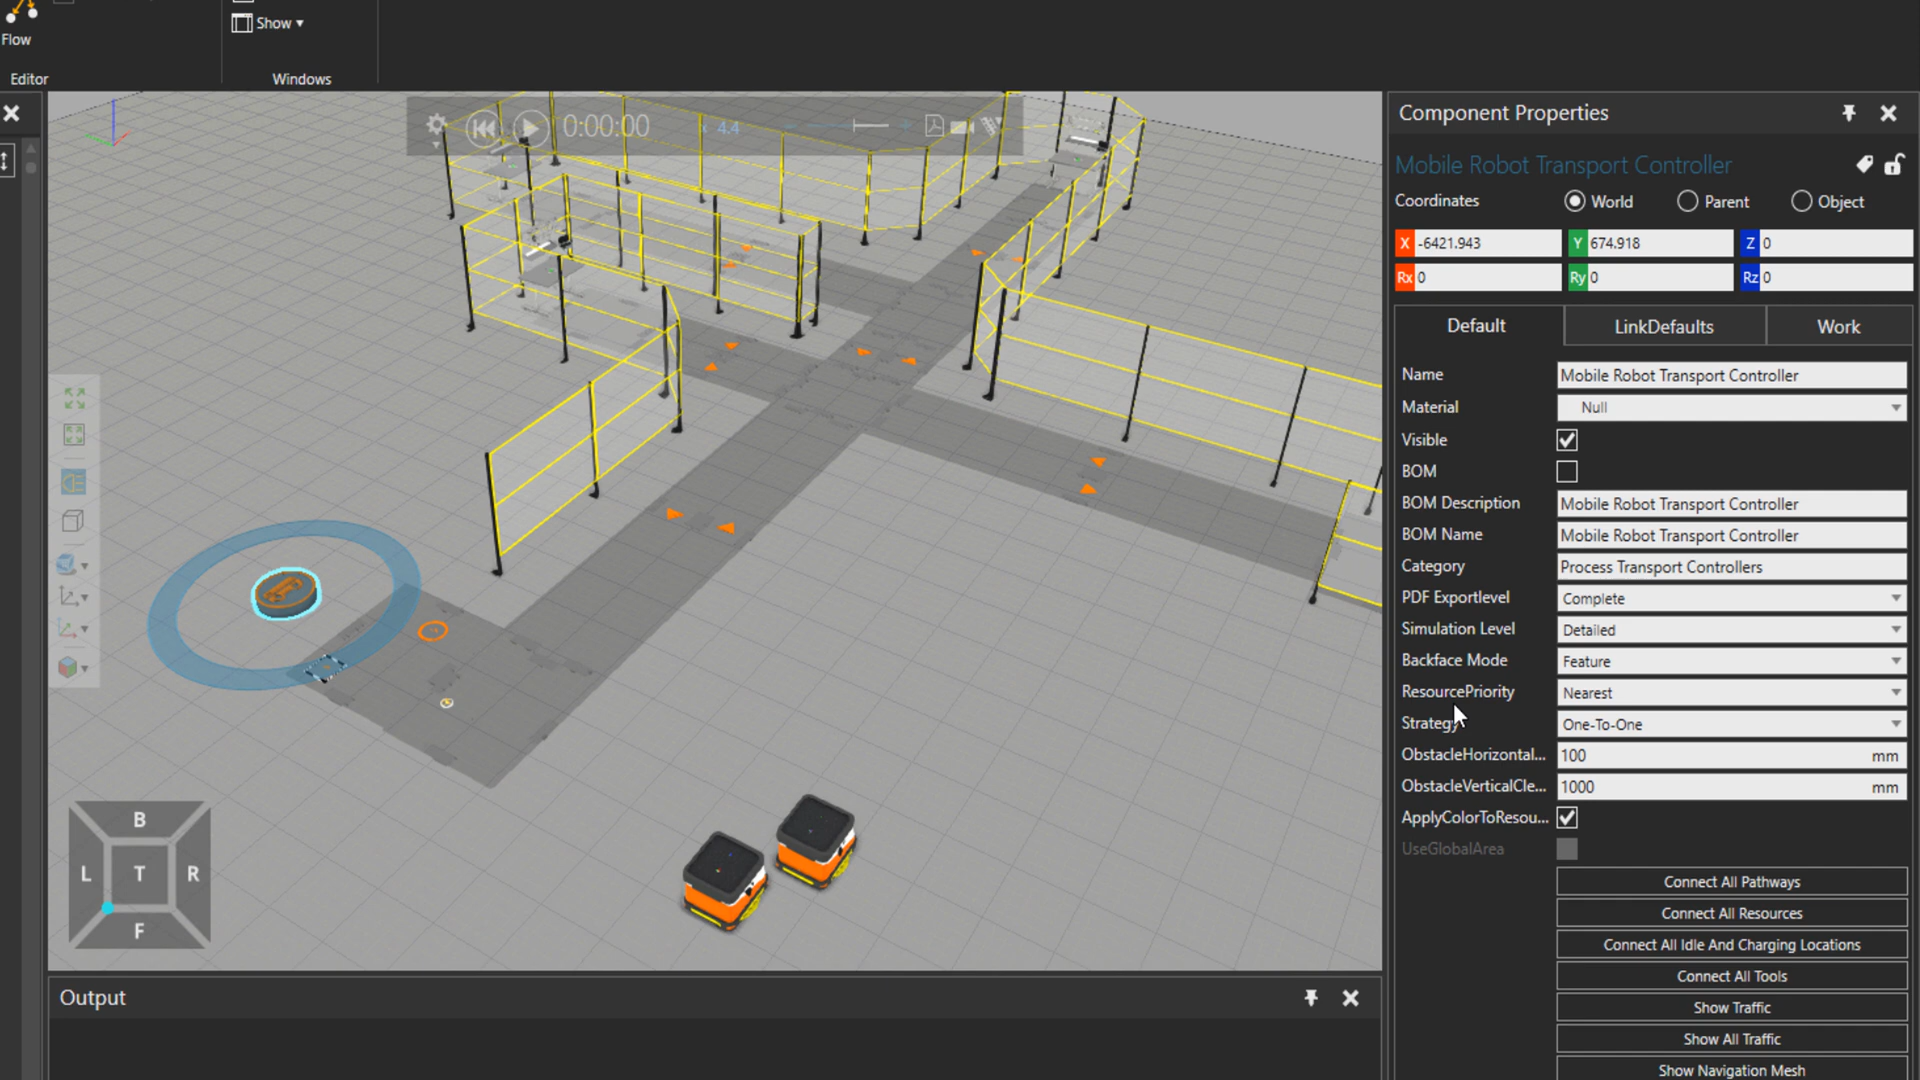 Flow
Show
Editor
Windows
0:00:00
x 4.4
B
L
T
R
F
Output
Component Properties
Mobile Robot Transport Controller
Coordinates
World
Parent
Object
X
-6421.943
Y
674.918
Z
0
Rx
0
Ry
0
Rz
0
Default
LinkDefaults
Work
Name
Mobile Robot Transport Controller
Material
Null
Visible
BOM
BOM Description
Mobile Robot Transport Controller
BOM Name
Mobile Robot Transport Controller
Category
Process Transport Controllers
PDF Exportlevel
Complete
Simulation Level
Detailed
Backface Mode
Feature
ResourcePriority
Nearest
Strategy
One-To-One
ObstacleHorizontal...
100
mm
ObstacleVerticalCle...
1000
mm
ApplyColorToResou...
UseGlobalArea
Connect All Pathways
Connect All Resources
Connect All Idle And Charging Locations
Connect All Tools
Show Traffic
Show All Traffic
Show Navigation Mesh